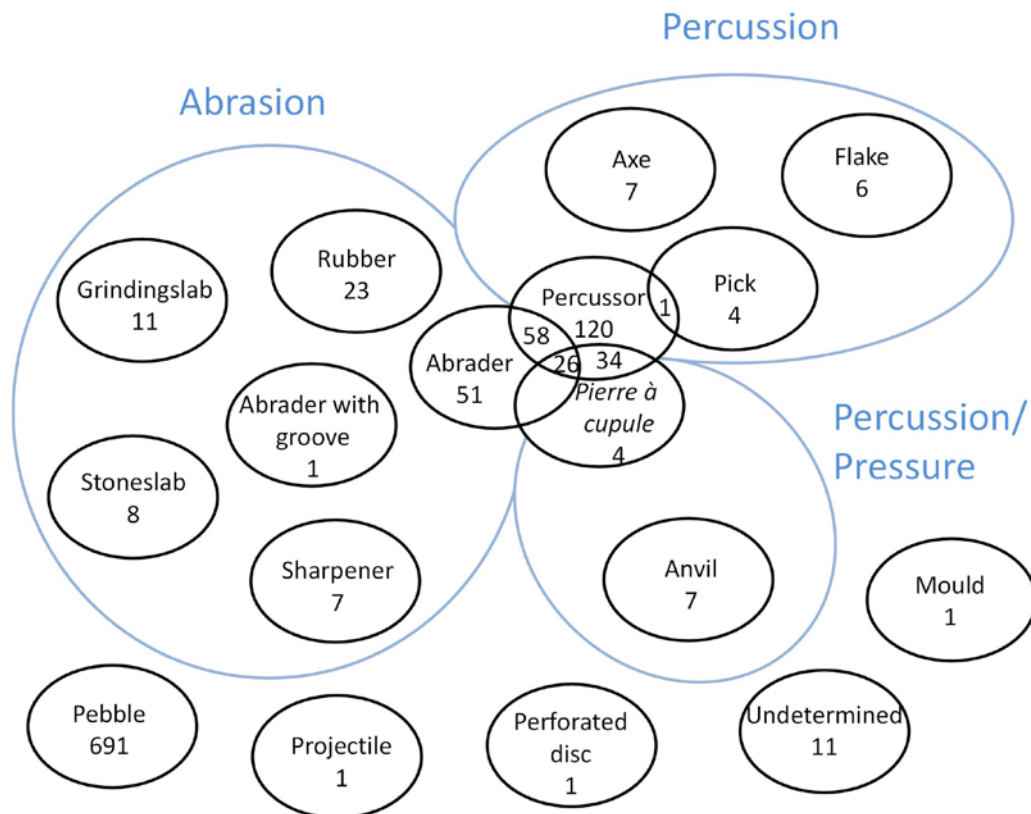 Percussion
Abrasion
Axe
7
Flake
6
Rubber
23
Grindingslab
11
Percussor
120
1
Pick
4
58
26
34
Abrader
51
Pierre à
cupule
4
Abrader with
groove
1
Percussion/
Pressure
Stoneslab
8
Sharpener
7
Anvil
7
Mould
1
Pebble
691
Projectile
1
Perforated
disc
1
Undetermined
11